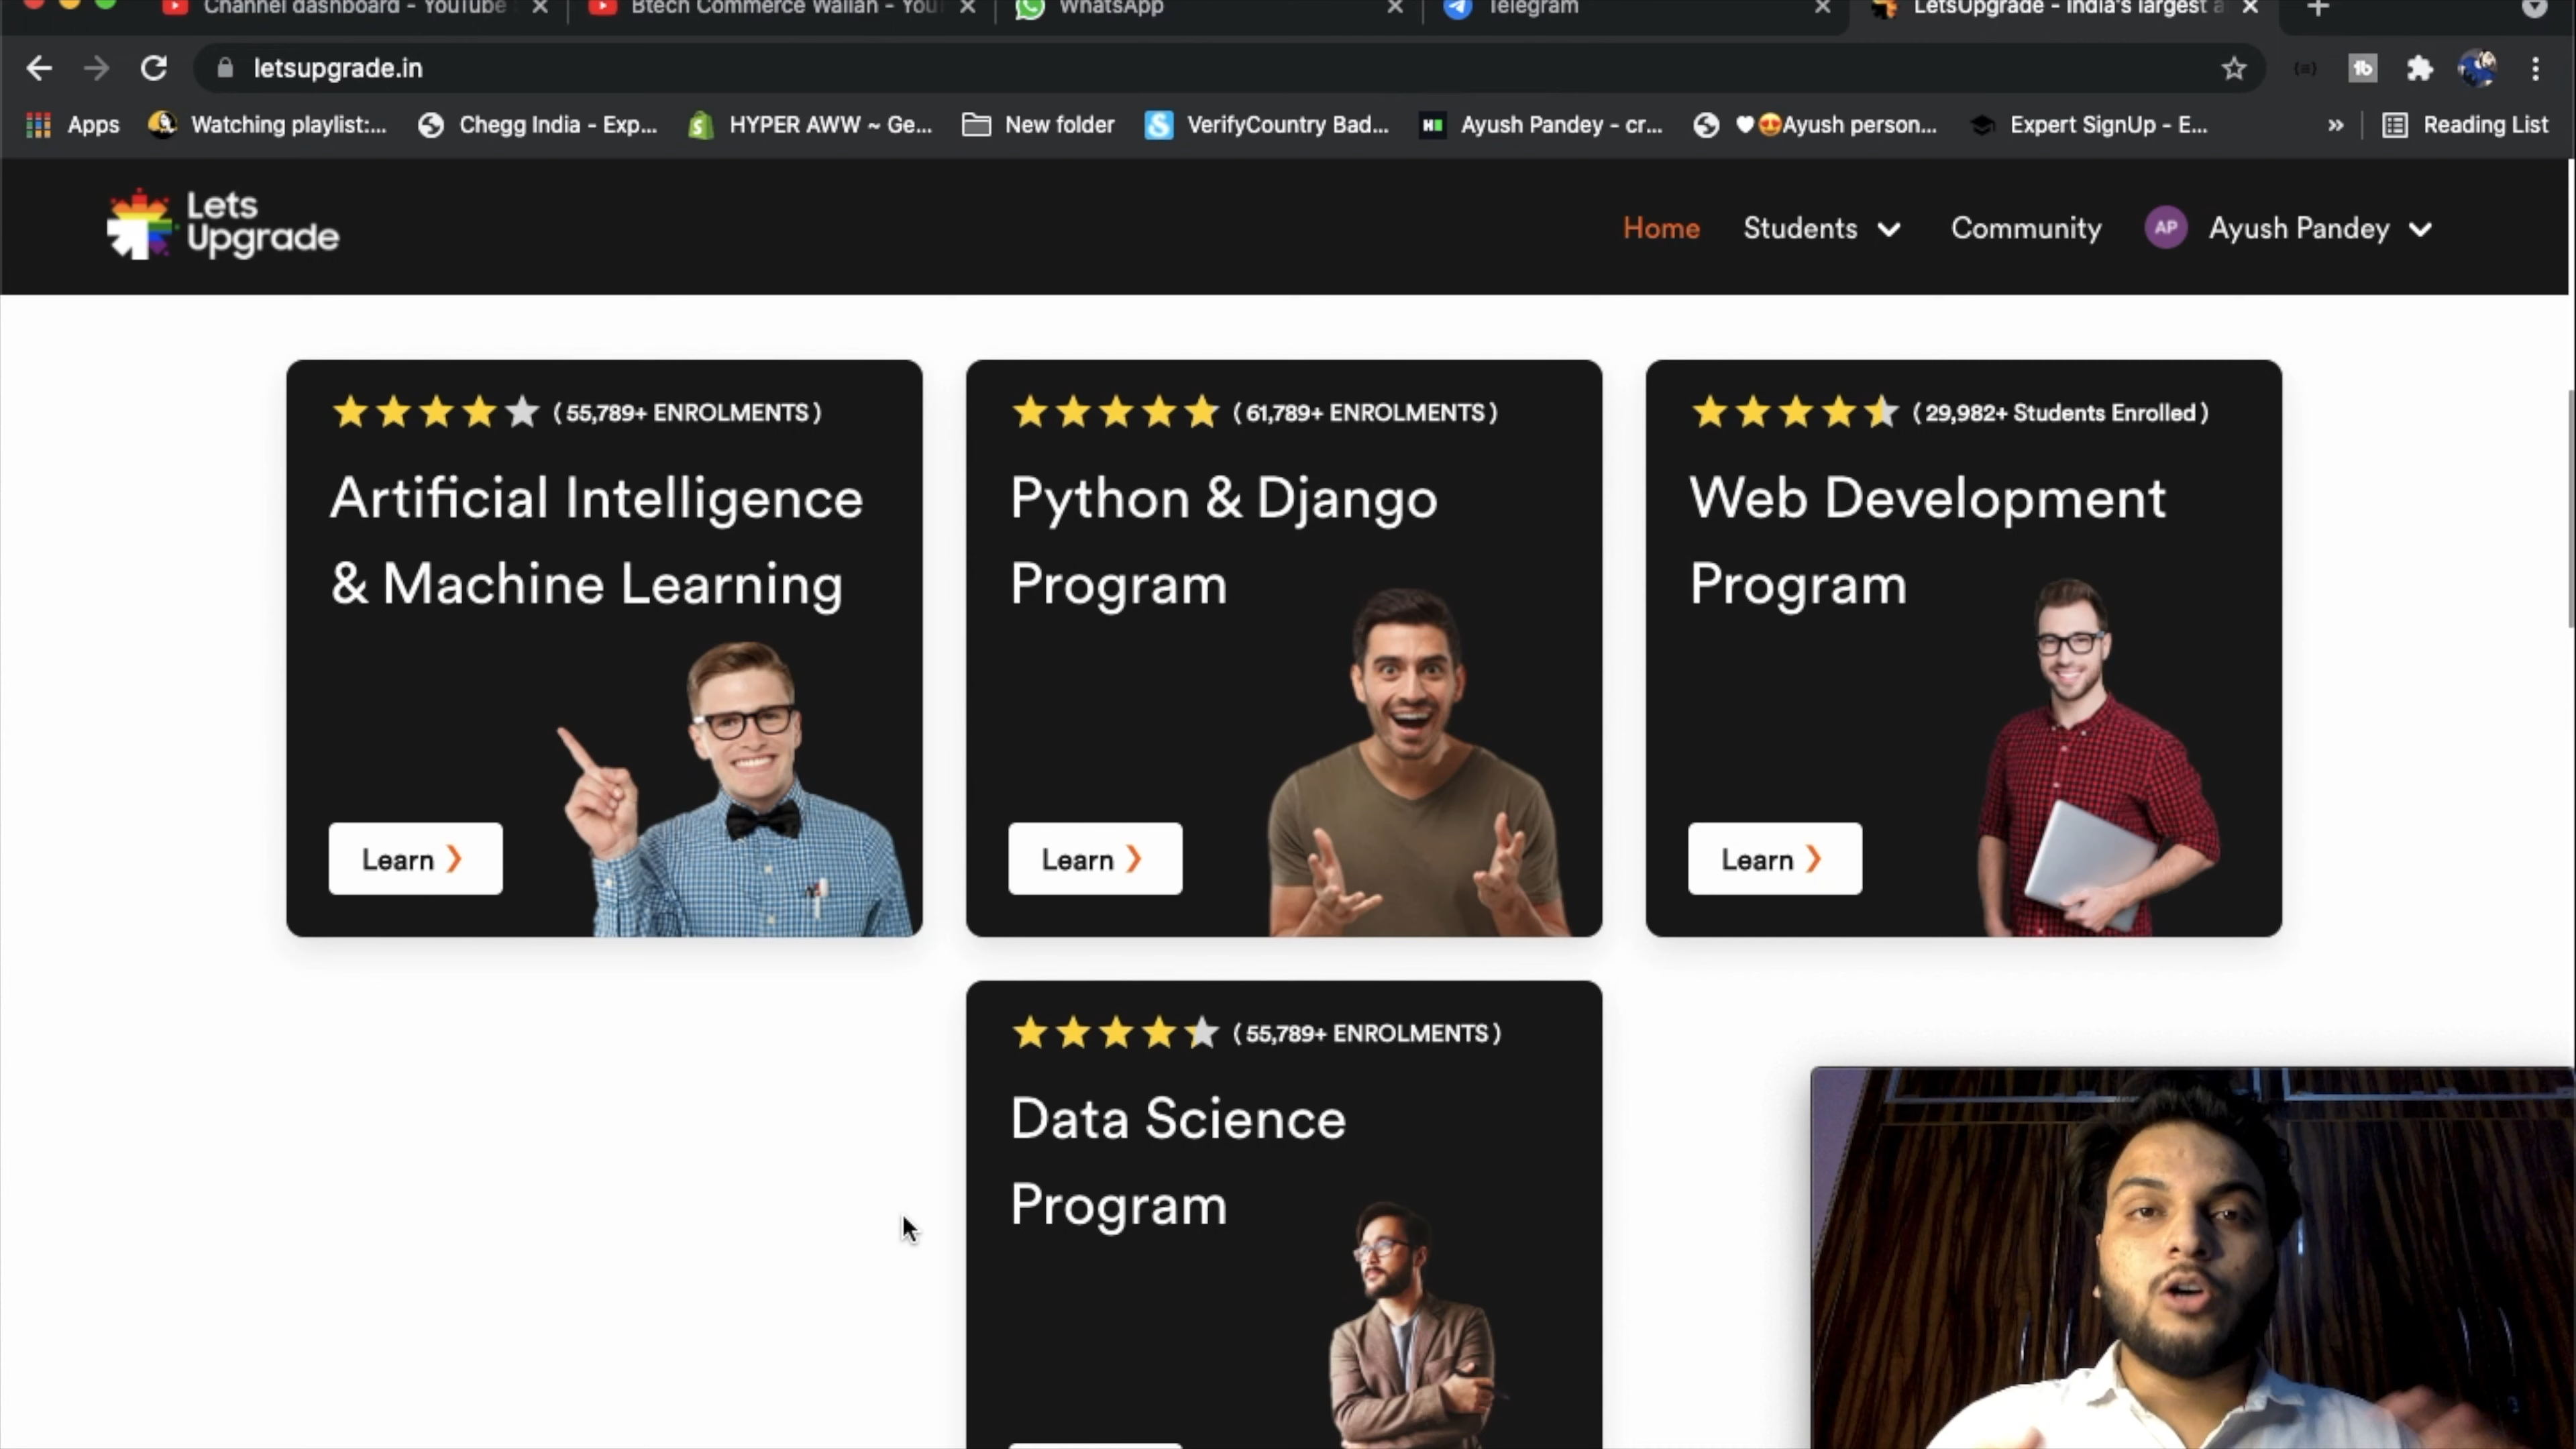 Channel dashboard - YouTube
Btech Commerce Wallah - You
WhatsApp
Telegram
LetsUpgrade - India's largest a
letsupgrade.in
Apps
Watching playlist:...
Chegg India - Exp...
HYPER AWW ~ Ge...
New folder
VerifyCountry Bad...
Ayush Pandey - cr...
♥😍Ayush person...
Expert SignUp - E...
»
Reading List
Lets
Upgrade
Home
Students
Community
AP
Ayush Pandey
( 55,789+ ENROLMENTS )
Artificial Intelligence
& Machine Learning
Learn ❯
( 61,789+ ENROLMENTS )
Python & Django
Program
Learn ❯
( 29,982+ Students Enrolled )
Web Development
Program
Learn ❯
( 55,789+ ENROLMENTS )
Data Science
Program